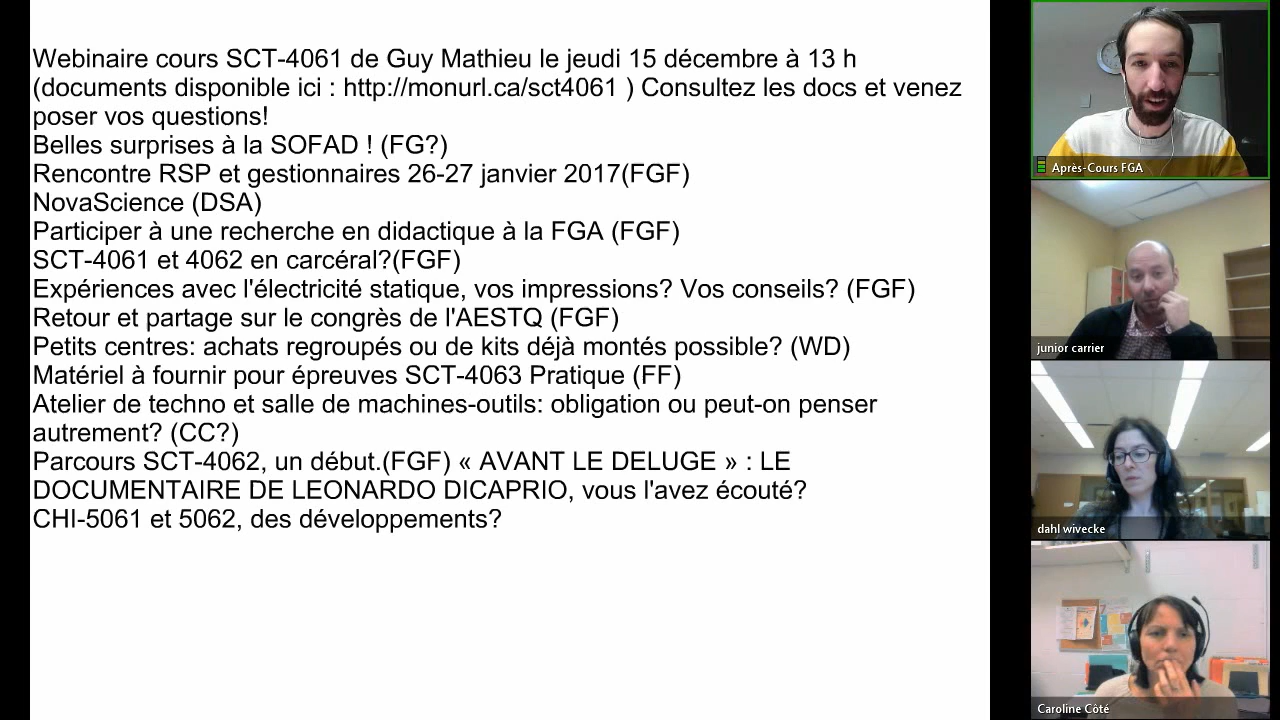 Webinaire cours SCT-4061 de Guy Mathieu le jeudi 15 décembre à 13 h
(documents disponible ici : http://monurl.ca/sct4061 ) Consultez les docs et venez
poser vos questions!
Belles surprises à la SOFAD ! (FG?)
Rencontre RSP et gestionnaires 26-27 janvier 2017(FGF)
NovaScience (DSA)
Participer à une recherche en didactique à la FGA (FGF)
SCT-4061 et 4062 en carcéral?(FGF)
Expériences avec l'électricité statique, vos impressions? Vos conseils? (FGF)
Retour et partage sur le congrès de l'AESTQ (FGF)
Petits centres: achats regroupés ou de kits déjà montés possible? (WD)
Matériel à fournir pour épreuves SCT-4063 Pratique (FF)
Atelier de techno et salle de machines-outils: obligation ou peut-on penser
autrement? (CC?)
Parcours SCT-4062, un début.(FGF) « AVANT LE DELUGE » : LE
DOCUMENTAIRE DE LEONARDO DICAPRIO, vous l'avez écouté?
CHI-5061 et 5062, des développements?
Après-Cours FGA
junior carrier
dahl wivecke
Caroline Côté